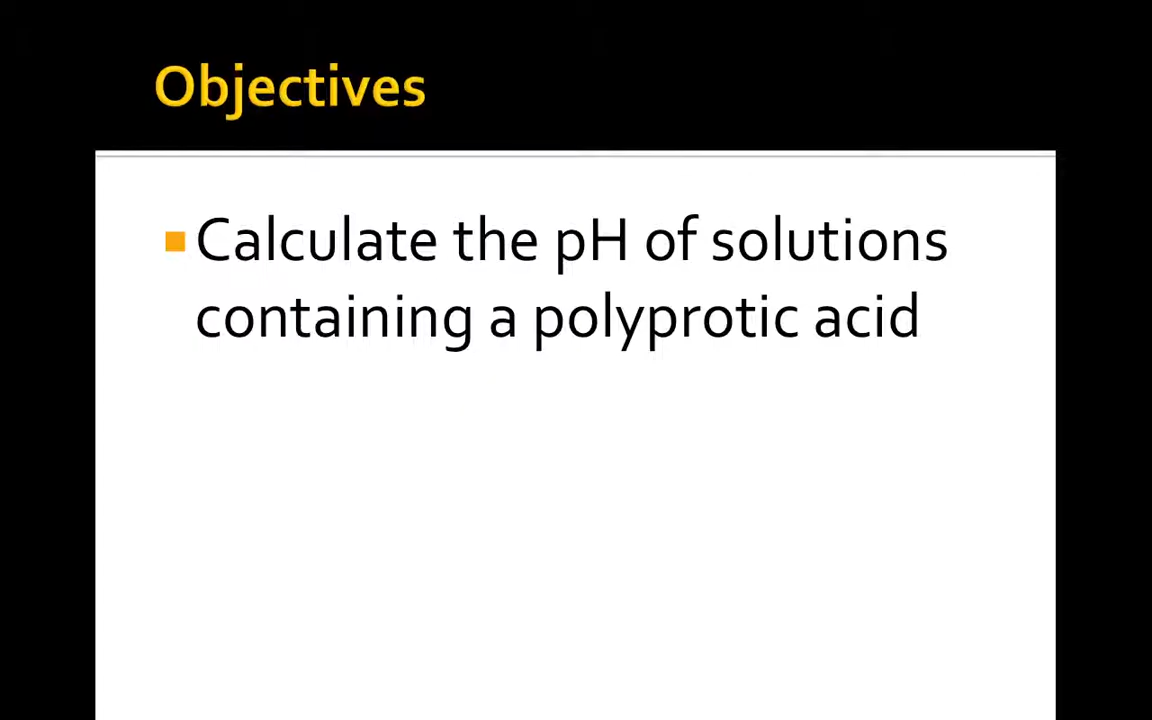 Objectives
Calculate the pH of solutions
containing a polyprotic acid